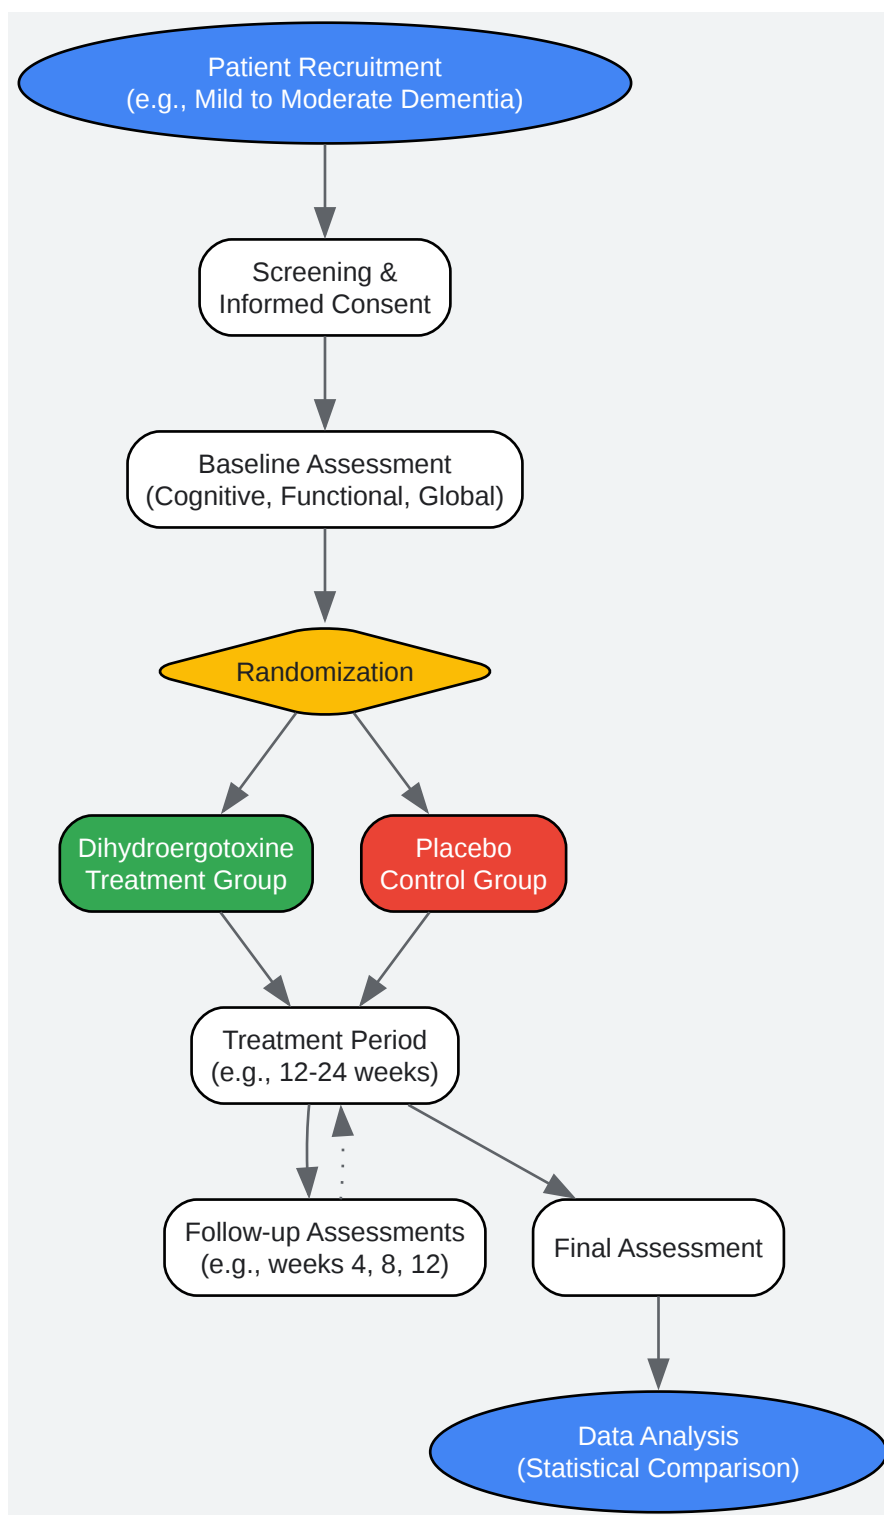 Patient Recruitment
(e.g., Mild to Moderate Dementia)
Screening &
Informed Consent
Baseline Assessment
(Cognitive, Functional, Global)
Randomization
Dihydroergotoxine
Treatment Group
Placebo
Control Group
Treatment Period
(e.g., 12-24 weeks)
Follow-up Assessments
(e.g., weeks 4, 8, 12)
Final Assessment
Data Analysis
(Statistical Comparison)